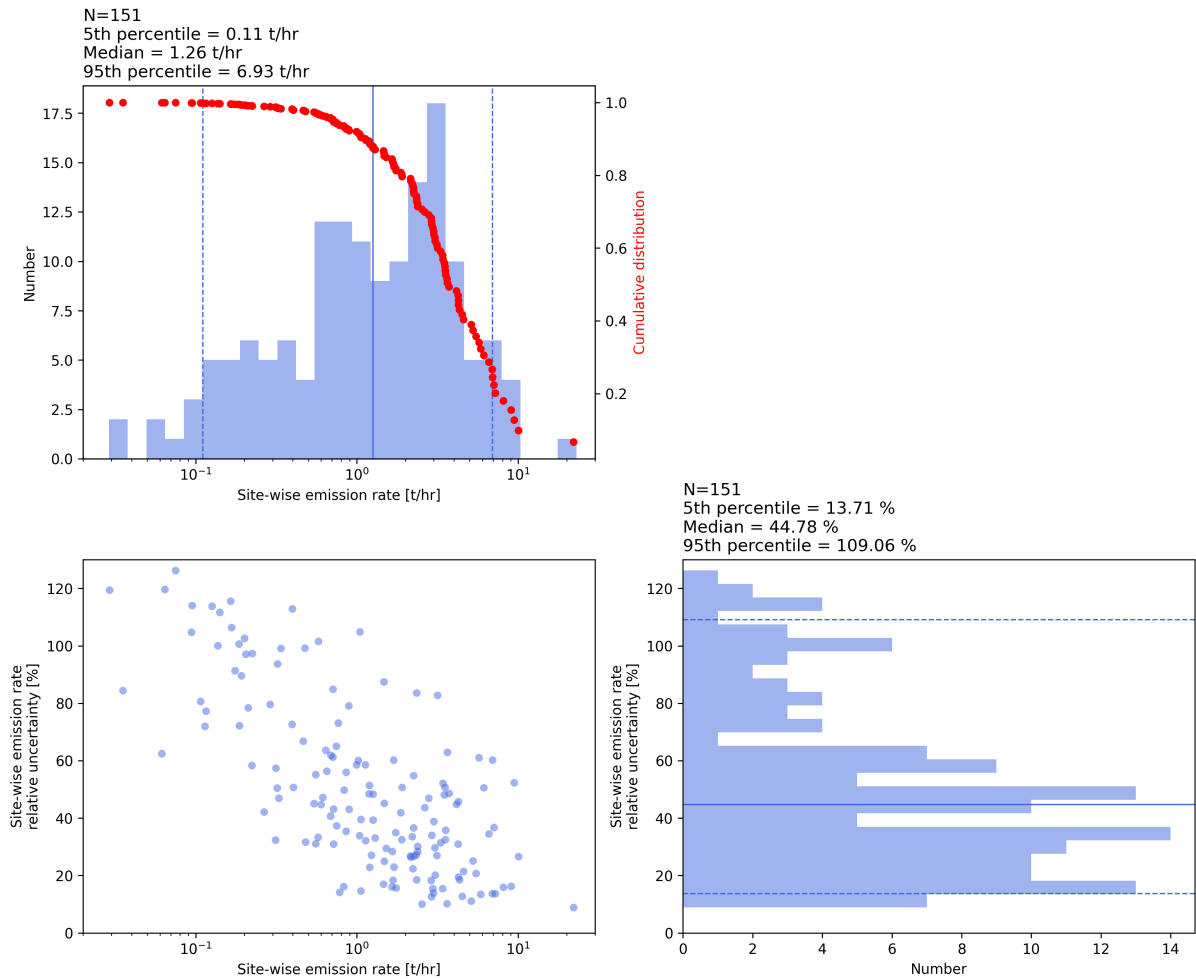 N=151
5th percentile = 0.11 t/hr
Median = 1.26 t/hr
95th percentile = 6.93 t/hr
17.5
15.0
12.5
10.0
7.5
5.0
2.5
0.0
Number
1.0
0.8
0.6
0.4
0.2
Cumulative distribution
10⁻¹
10⁰
10¹
Site-wise emission rate [t/hr]
120
100
80
60
40
20
0
Site-wise emission rate
relative uncertainty [%]
10⁻¹
10⁰
10¹
Site-wise emission rate [t/hr]
N=151
5th percentile = 13.71 %
Median = 44.78 %
95th percentile = 109.06 %
120
100
80
60
40
20
0
Site-wise emission rate
relative uncertainty [%]
0 2 4 6 8 10 12 14
Number